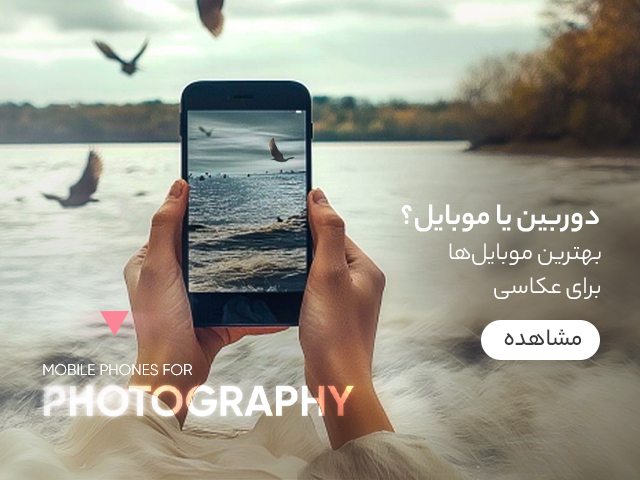 دوربین یا موبایل؟
بهترین موبایل‌ها
برای عکاسی
مشاهده
MOBILE PHONES FOR
PHOTOGRAPHY